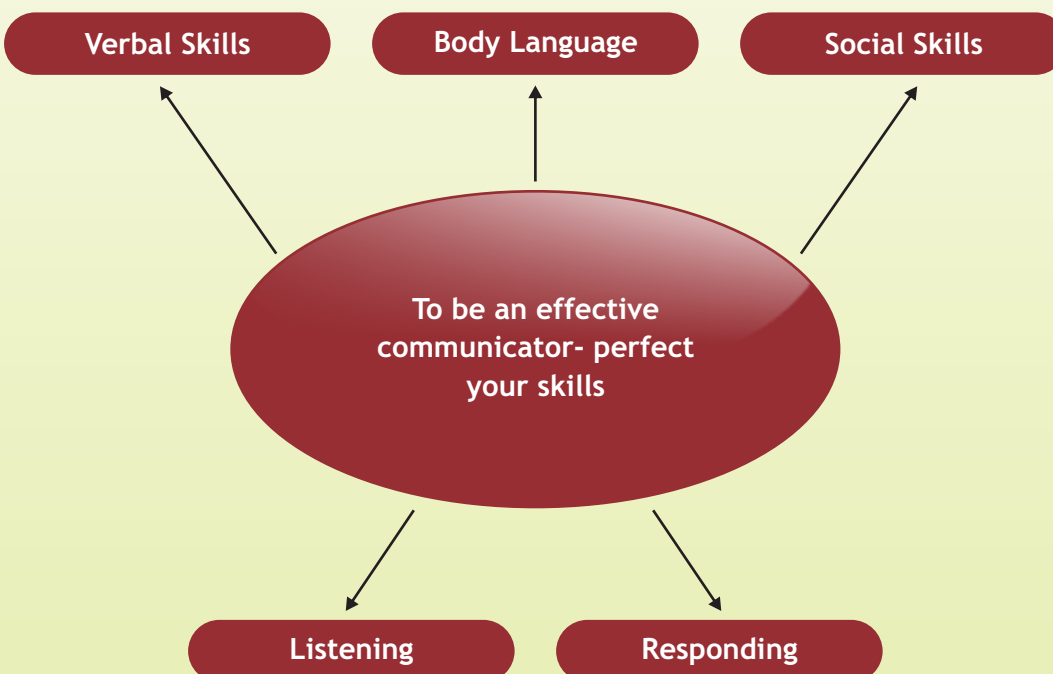 Verbal Skills
Body Language
Social Skills
To be an effective
communicator- perfect
your skills
Listening
Responding